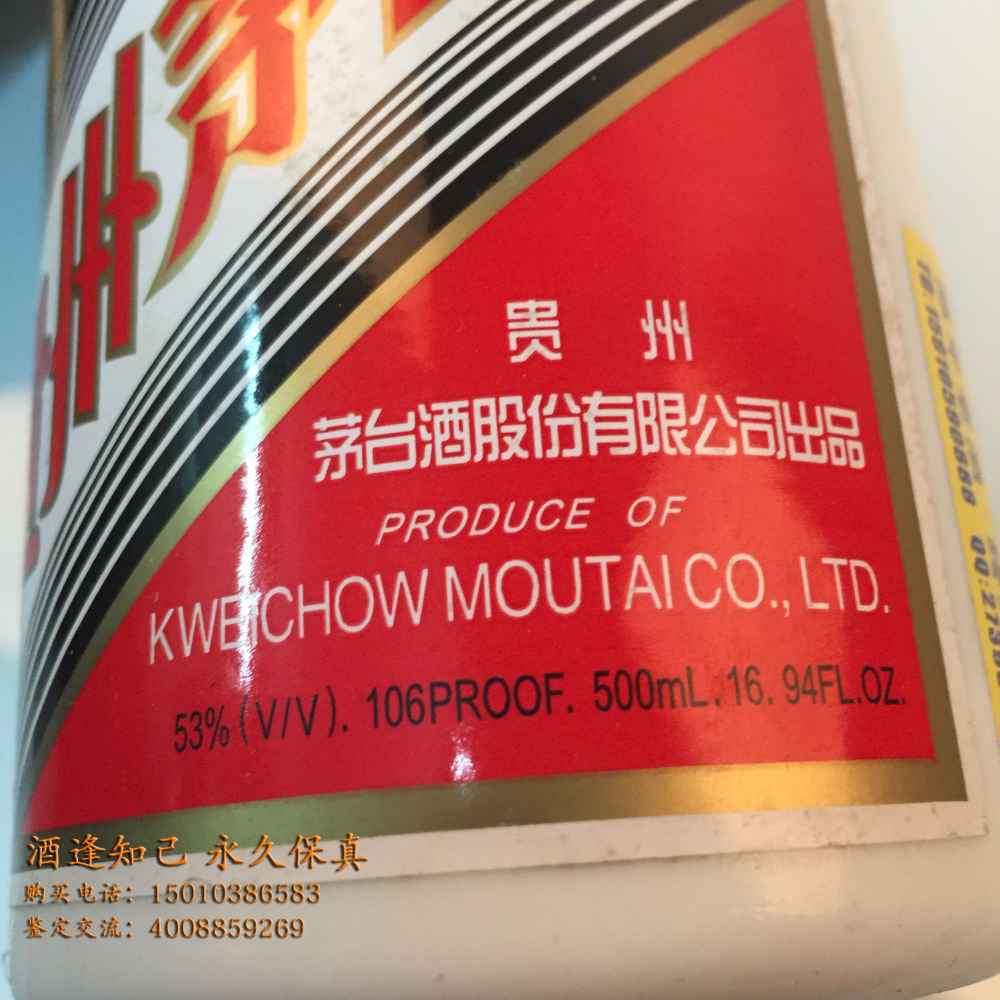 州茅
贵 州
茅台酒股份有限公司出品
PRODUCE OF
KWEICHOW MOUTAI CO., LTD.
53% (V/V). 106PROOF. 500mL. 16. 94FL.OZ.
酒逢知己 永久保真
购买电话：15010386583
鉴定交流：4008859269